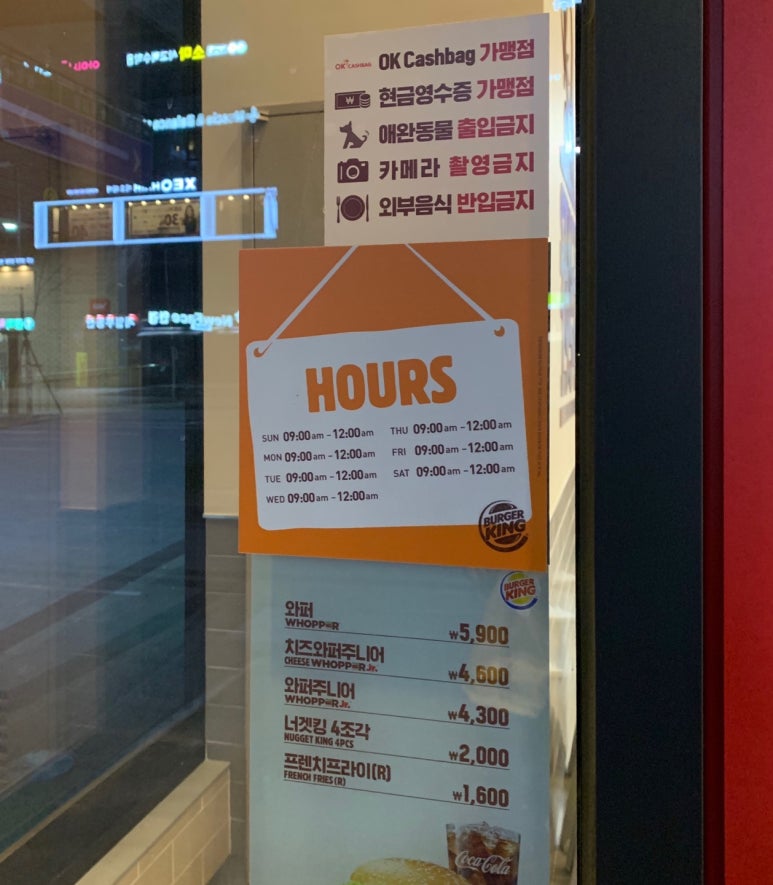 OK CASHBAG OK Cashbag 가맹점
현금영수증 가맹점
애완동물 출입금지
카메라 촬영금지
외부음식 반입금지
HOURS
SUN 09:00am - 12:00am
MON 09:00am - 12:00am
TUE 09:00am - 12:00am
WED 09:00am - 12:00am
THU 09:00am - 12:00am
FRI 09:00am - 12:00am
SAT 09:00am - 12:00am
BURGER KING
BURGER KING
와퍼
WHOPPER
₩5,900
치즈와퍼주니어
CHEESE WHOPPER Jr.
₩4,600
와퍼주니어
WHOPPER Jr.
₩4,300
너겟킹 4조각
NUGGET KING 4PCS
₩2,000
프렌치프라이(R)
FRENCH FRIES(R)
₩1,600
Coca-Cola